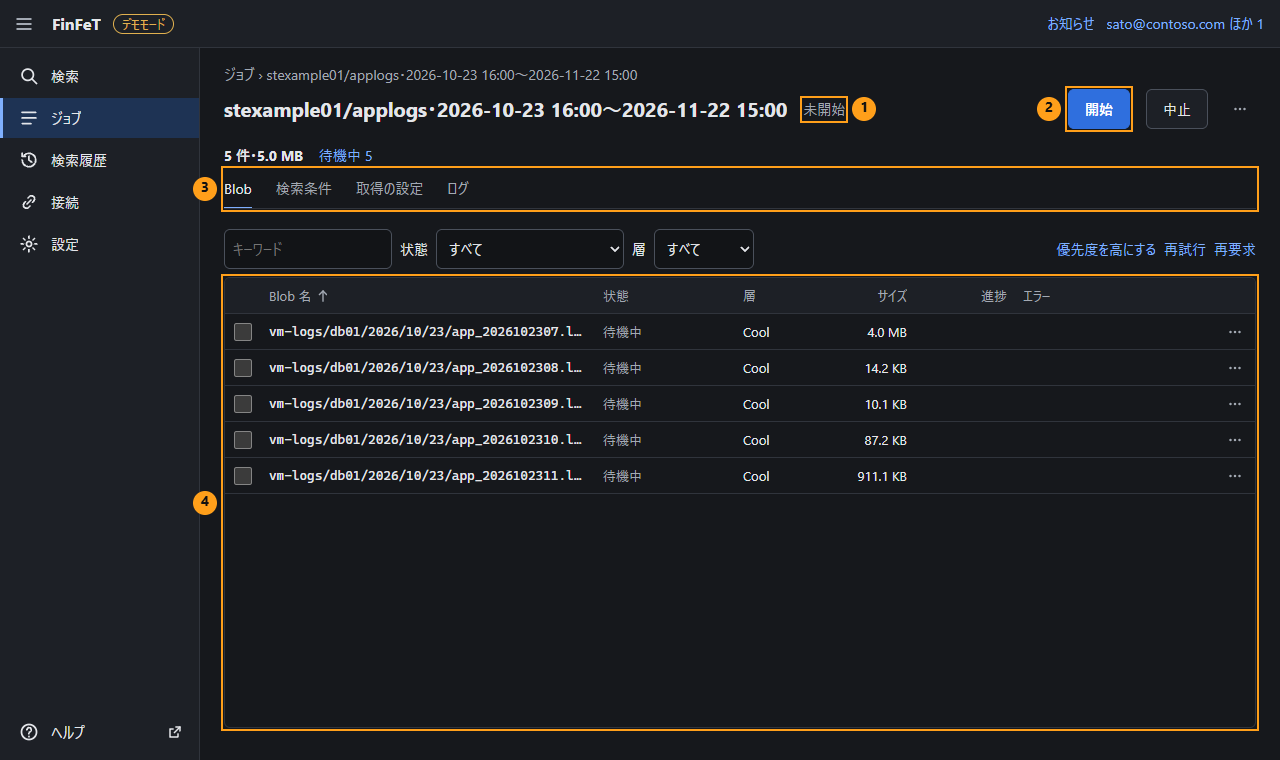 FinFeT デモモード お知らせ sato@contoso.com ほか 1
検索
ジョブ
検索履歴
接続
設定
ヘルプ
ジョブ › stexample01/applogs･2026-10-23 16:00～2026-11-22 15:00
stexample01/applogs･2026-10-23 16:00～2026-11-22 15:00 未開始 1 2 開始 中止 ···
5 件･5.0 MB 待機中 5
3 Blob 検索条件 取得の設定 ログ
キーワード 状態 すべて 層 すべて 優先度を高にする 再試行 再要求
Blob 名 ↑ 状態 層 サイズ 進捗 エラー
vm-logs/db01/2026/10/23/app_2026102307.l… 待機中 Cool 4.0 MB ···
vm-logs/db01/2026/10/23/app_2026102308.l… 待機中 Cool 14.2 KB ···
vm-logs/db01/2026/10/23/app_2026102309.l… 待機中 Cool 10.1 KB ···
vm-logs/db01/2026/10/23/app_2026102310.l… 待機中 Cool 87.2 KB ···
vm-logs/db01/2026/10/23/app_2026102311.l… 待機中 Cool 911.1 KB ···
4